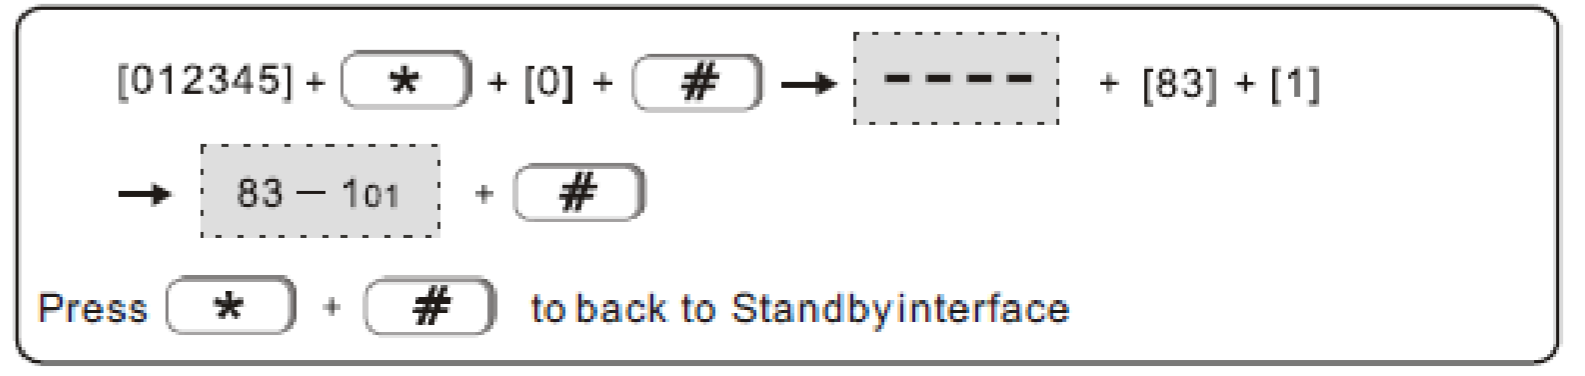 [012345] + * + [0] + # → ---- + [83] + [1]
→ 83 — 101 + #
Press * + # to back to Standbyinterface